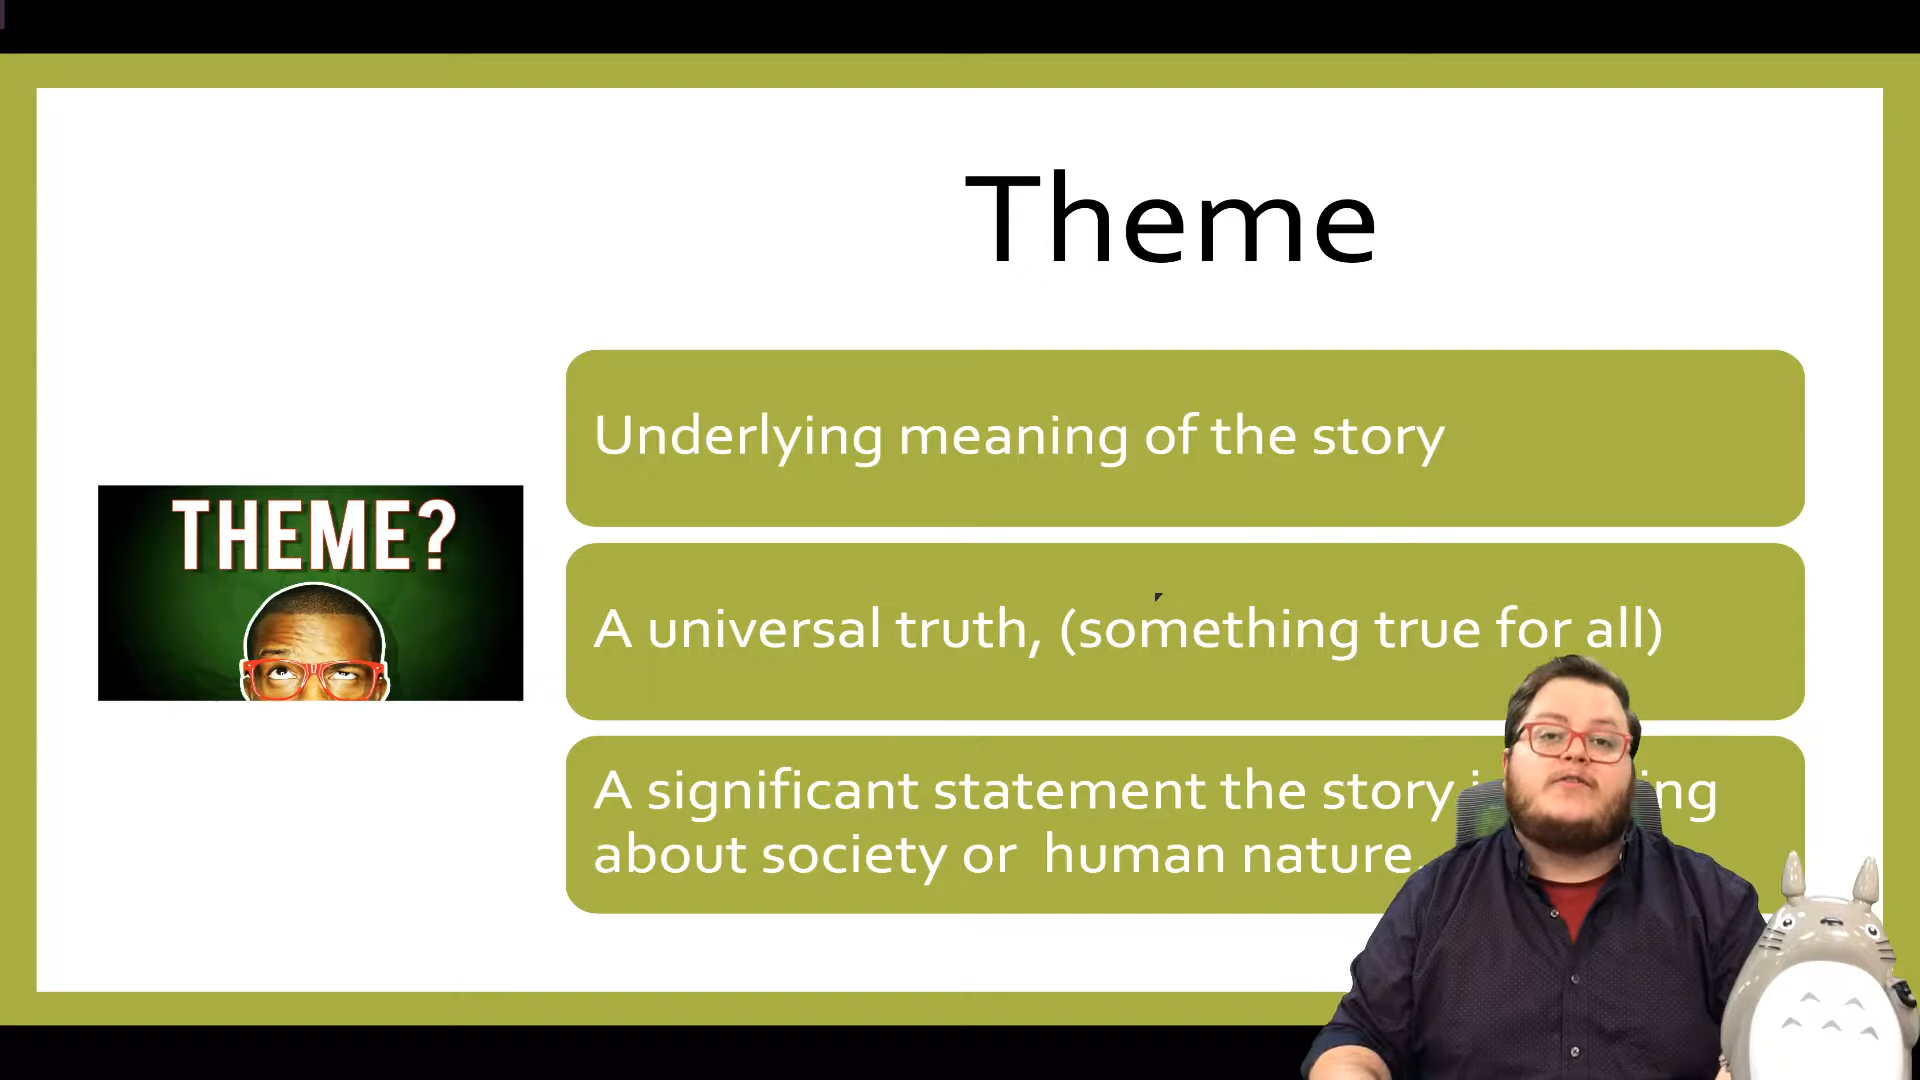 Theme
THEME?
Underlying meaning of the story
A universal truth, (something true for all)
A significant statement the story
about society or  human nature.